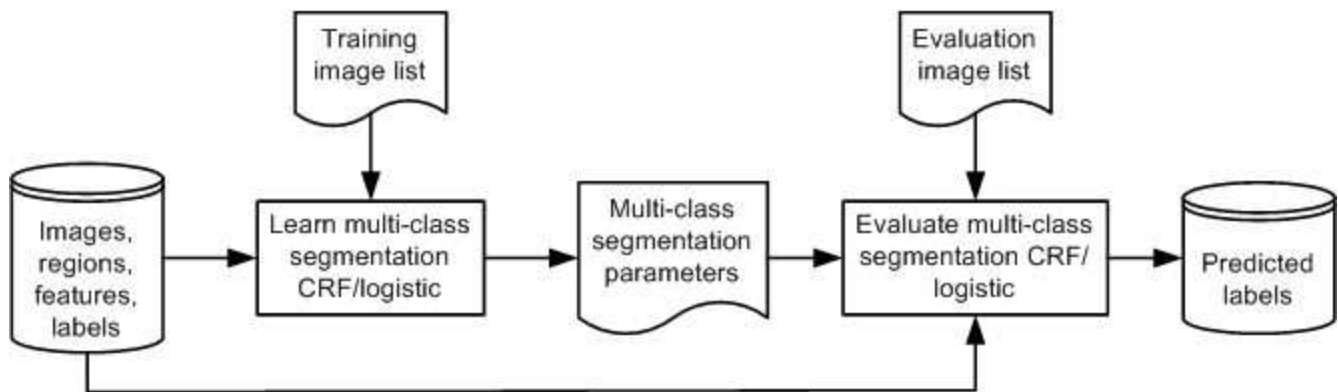 Training
image list
Evaluation
image list
Images,
regions,
features,
labels
Learn multi-class
segmentation
CRF/logistic
Multi-class
segmentation
parameters
Evaluate multi-class
segmentation CRF/
logistic
Predicted
labels